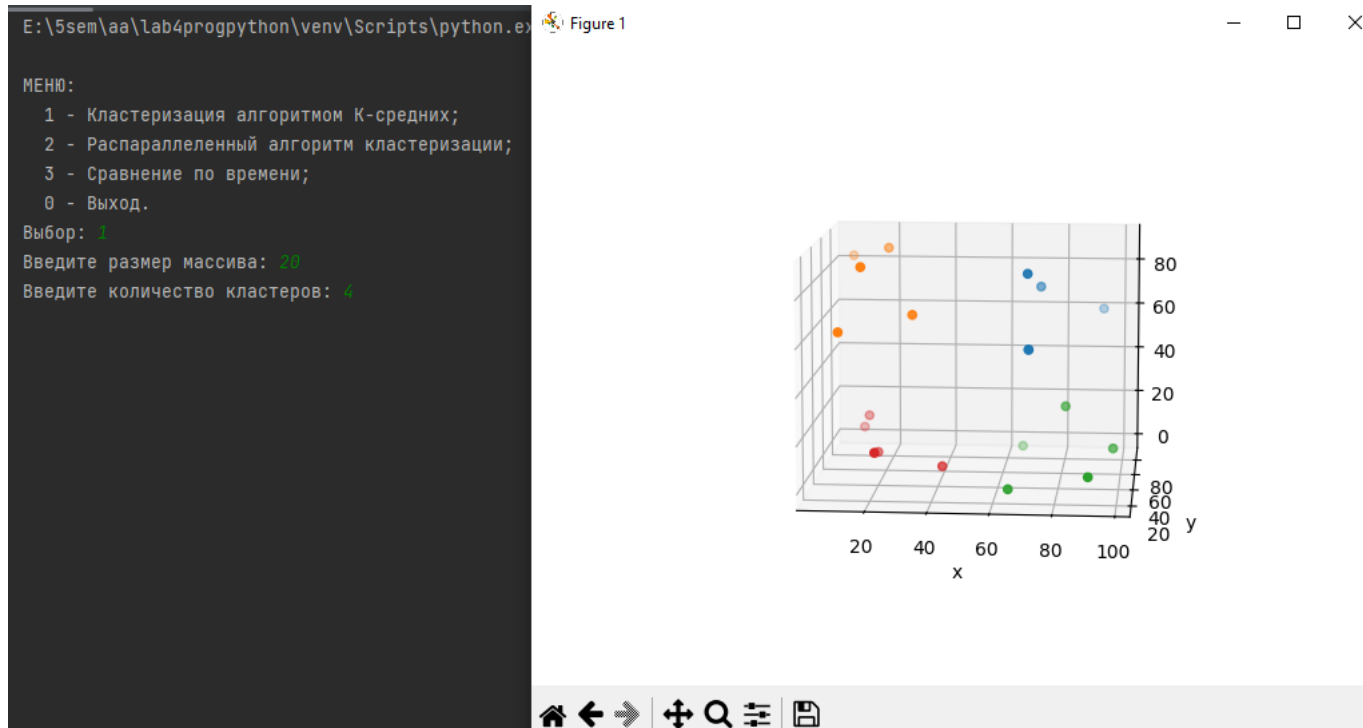 E:\5sem\aa\lab4progpython\venv\Scripts\python.ex
МЕНЮ:
1 - Кластеризация алгоритмом К-средних;
2 - Распараллеленный алгоритм кластеризации;
3 - Сравнение по времени;
0 - Выход.
Выбор: 1
Введите размер массива: 20
Введите количество кластеров: 4
Figure 1
80
60
40
20
0
80
60
40
20
y
20 40 60 80 100
x